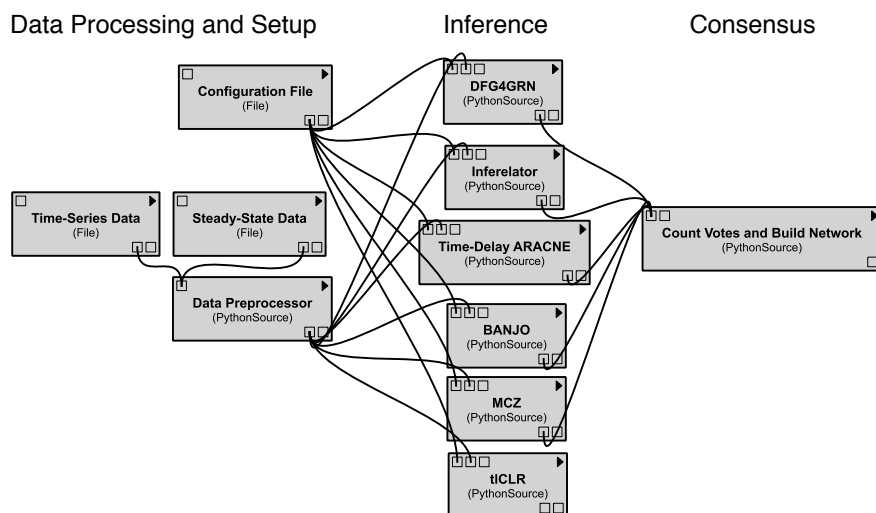 Data Processing and Setup
Inference
Consensus
Configuration File
(File)
DFG4GRN
(PythonSource)
Inferelator
(PythonSource)
Time-Series Data
(File)
Steady-State Data
(File)
Time-Delay ARACNE
(PythonSource)
Count Votes and Build Network
(PythonSource)
Data Preprocessor
(PythonSource)
BANJO
(PythonSource)
MCZ
(PythonSource)
tlCLR
(PythonSource)